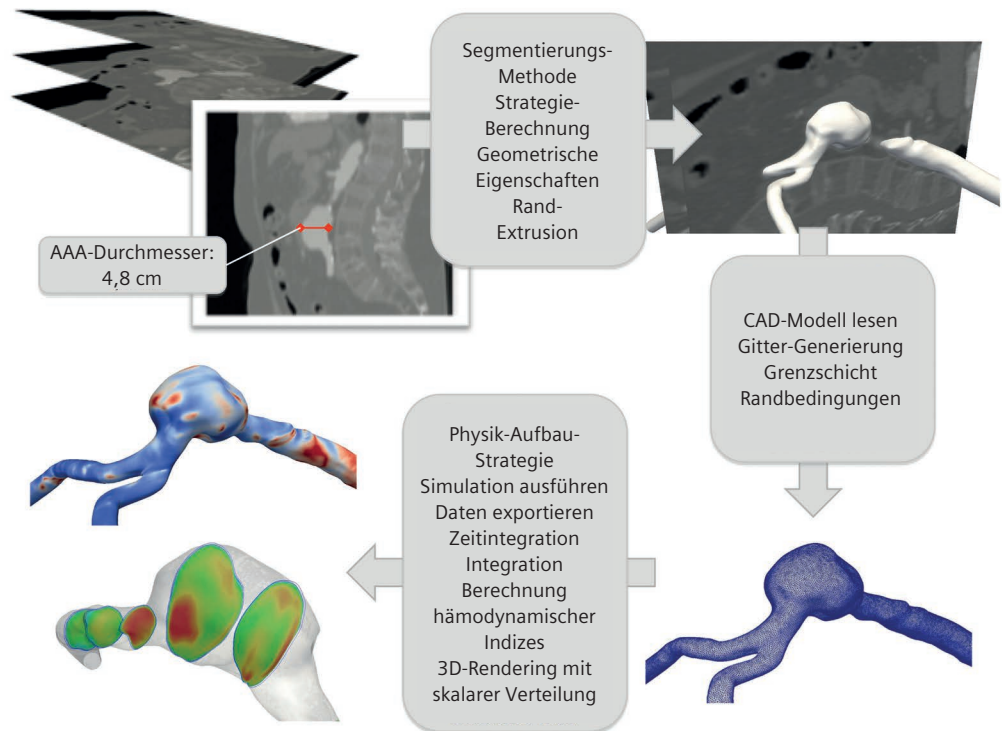 Segmentierungs-
Methode
Strategie-
Berechnung
Geometrische
Eigenschaften
Rand-
Extrusion
AAA-Durchmesser:
4,8 cm
CAD-Modell lesen
Gitter-Generierung
Grenzschicht
Randbedingungen
Physik-Aufbau-
Strategie
Simulation ausführen
Daten exportieren
Zeitintegration
Integration
Berechnung
hämodynamischer
Indizes
3D-Rendering mit
skalarer Verteilung